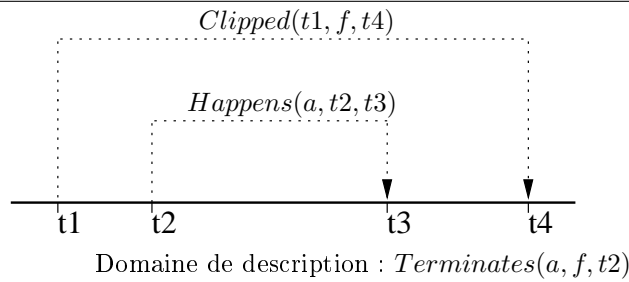 Clipped(t1, f, t4)
Happens(a, t2, t3)
t1 t2 t3 t4
Domaine de description : Terminates(a, f, t2)